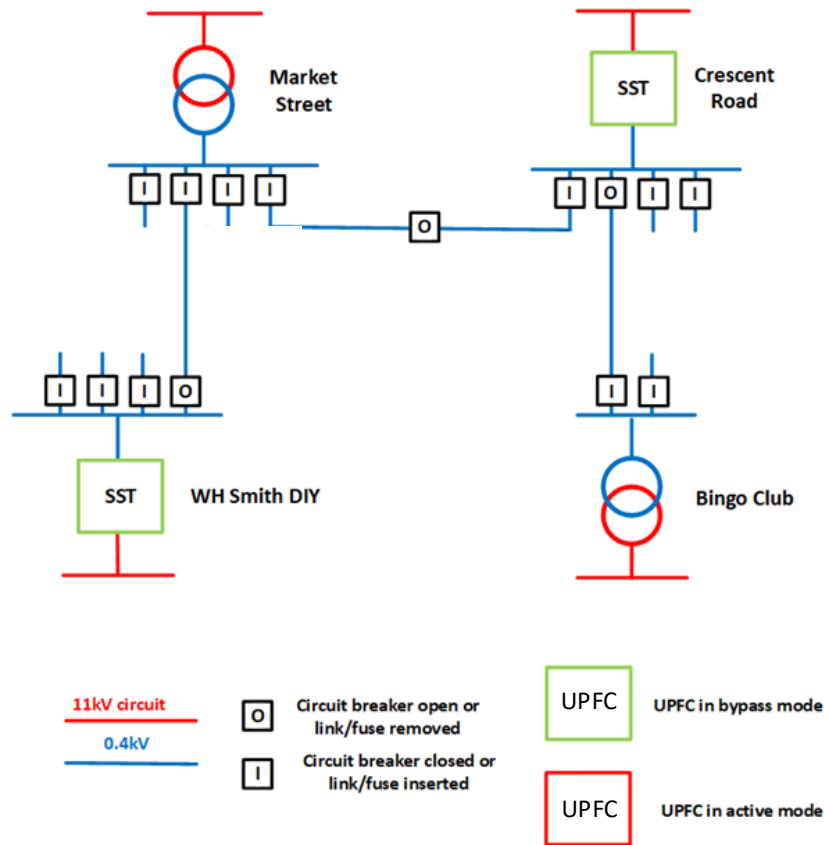 Market
Street
SST
Crescent
Road
I I I I
I O I I
O
I I I O
I I
SST
WH Smith DIY
Bingo Club
11kV circuit
0.4kV
O
Circuit breaker open or
link/fuse removed
I
Circuit breaker closed or
link/fuse inserted
UPFC
UPFC in bypass mode
UPFC
UPFC in active mode